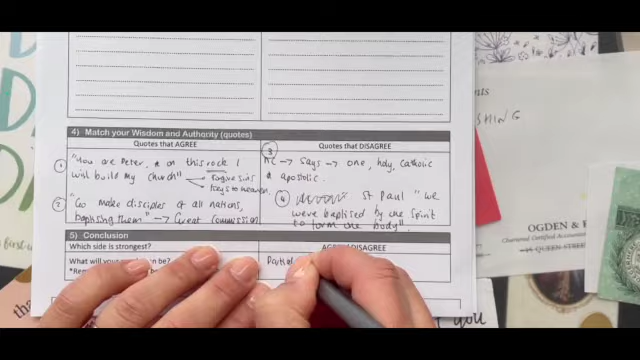 4) Match your Wisdom and Authority (quotes)
Quotes that AGREE
Quotes that DISAGREE
① "You are Peter, & on this rock I
will build my church"
forgive sins
keys to heaven.
② "Go make disciples of all nations,
baptising them" → Great Commission
③
→ says → one, holy, catholic
& apostolic.
④ St Paul "we
were baptised by one Spirit
to form one body".
5) Conclusion
Which side is strongest?
AGREE
DISAGREE
What will your
be?
OGDEN &
Chartered Certified Accountants
44 QUEEN STREET